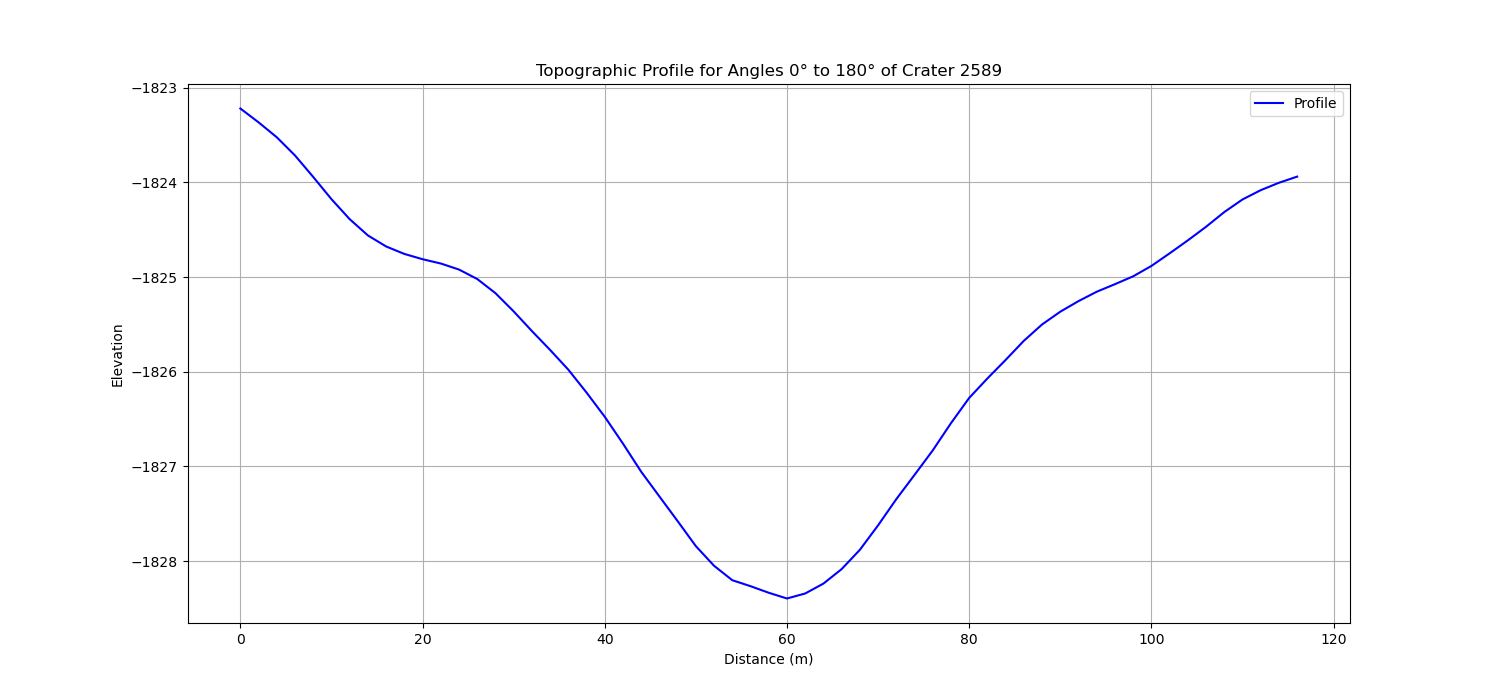 Topographic Profile for Angles 0° to 180° of Crater 2589
Profile
−1823
−1824
−1825
−1826
−1827
−1828
Elevation
0 20 40 60 80 100 120
Distance (m)